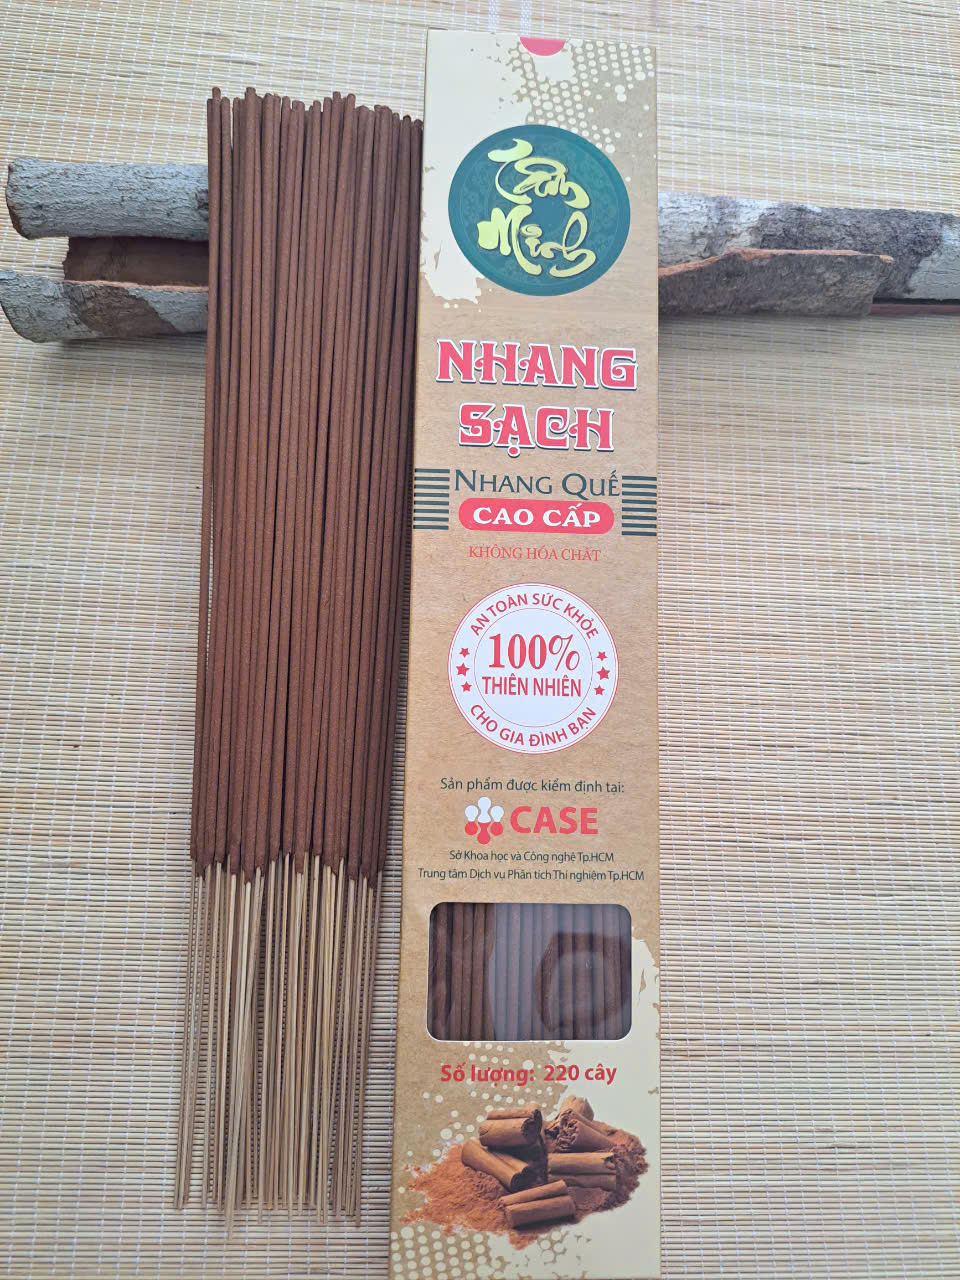 Tâm
Minh
NHANG
SẠCH
NHANG QUẾ
CAO CẤP
KHÔNG HÓA CHẤT
AN TOÀN SỨC KHỎE
100%
THIÊN NHIÊN
CHO GIA ĐÌNH BẠN
Sản phẩm được kiểm định tại:
CASE
Sở Khoa học và Công nghệ Tp.HCM
Trung tâm Dịch vụ Phân tích Thí nghiệm Tp.HCM
Số lượng: 220 cây